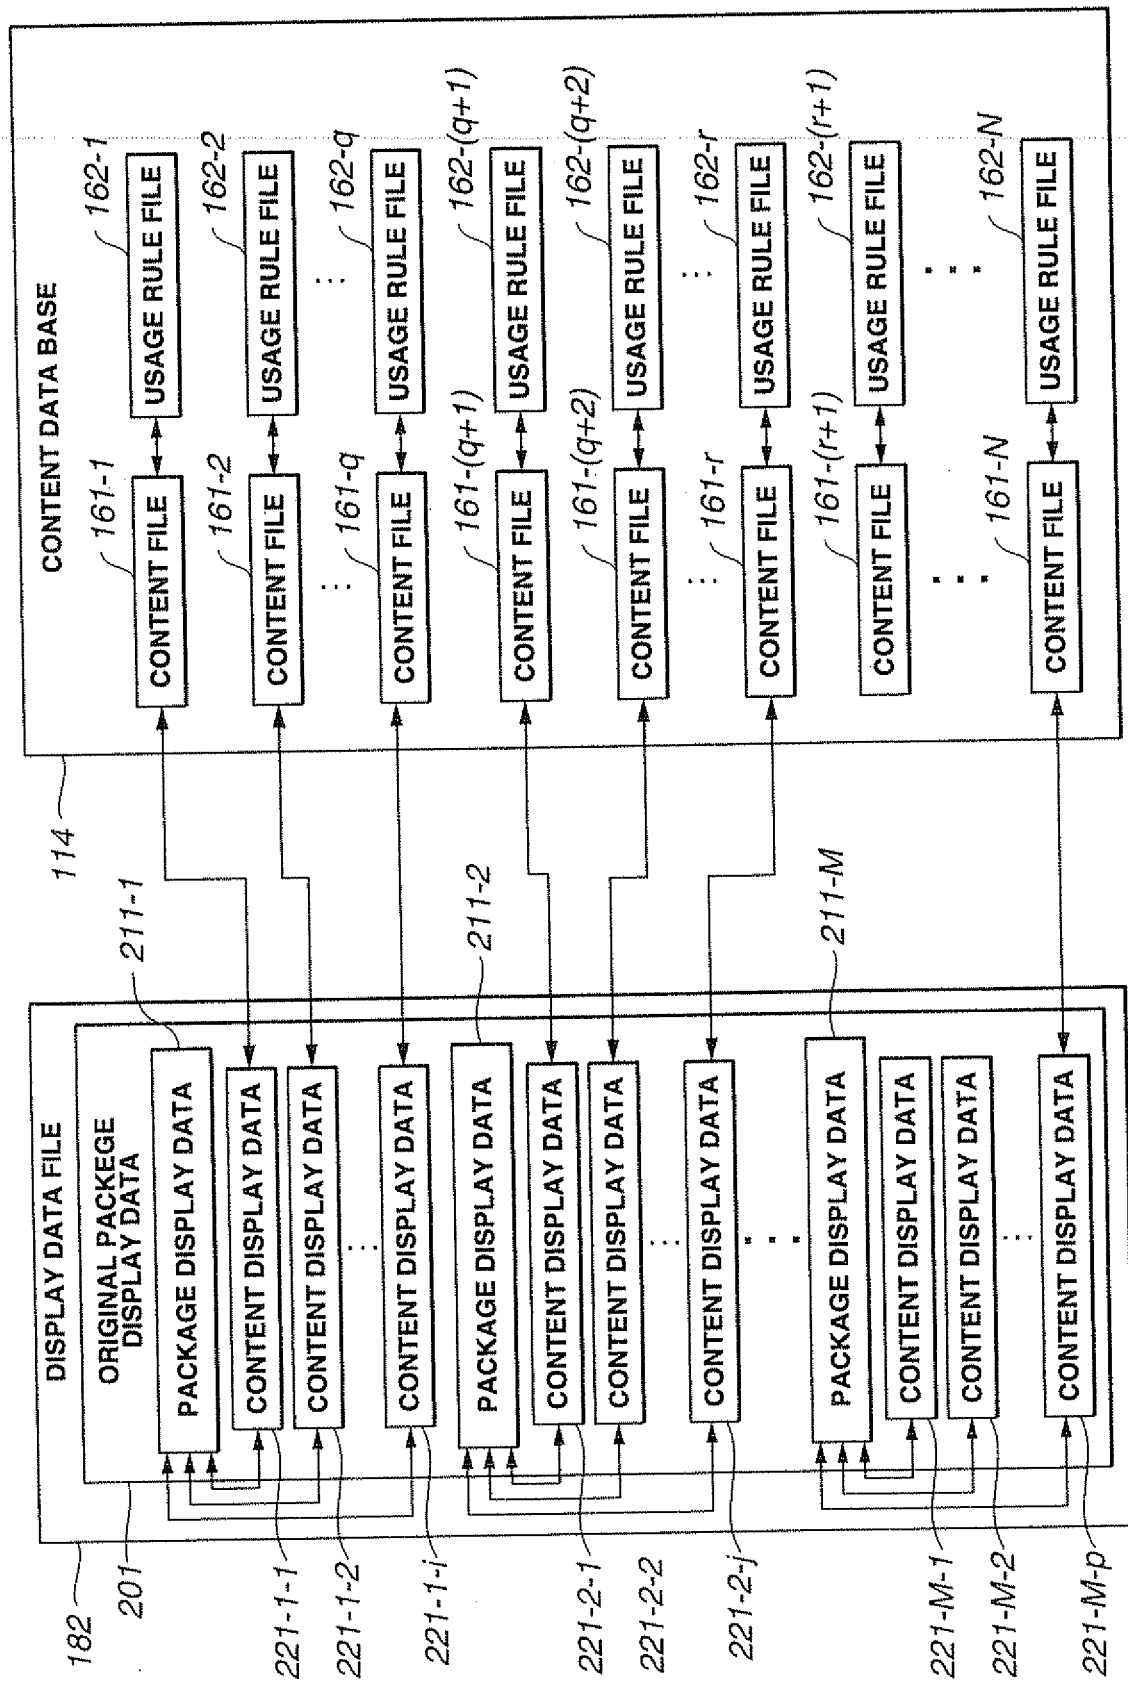 DISPLAY DATA FILE
ORIGINAL PACKEGE
DISPLAY DATA
182
201
PACKAGE DISPLAY DATA
211-1
CONTENT DISPLAY DATA
221-1-1
CONTENT DISPLAY DATA
221-1-2
...
CONTENT DISPLAY DATA
221-1-i
PACKAGE DISPLAY DATA
211-2
CONTENT DISPLAY DATA
221-2-1
CONTENT DISPLAY DATA
221-2-2
...
CONTENT DISPLAY DATA
221-2-j
...
PACKAGE DISPLAY DATA
211-M
CONTENT DISPLAY DATA
221-M-1
CONTENT DISPLAY DATA
221-M-2
...
CONTENT DISPLAY DATA
221-M-p
CONTENT DATA BASE
114
161-1
CONTENT FILE
162-1
USAGE RULE FILE
161-2
CONTENT FILE
162-2
USAGE RULE FILE
... ...
161-q
CONTENT FILE
162-q
USAGE RULE FILE
161-(q+1)
CONTENT FILE
162-(q+1)
USAGE RULE FILE
161-(q+2)
CONTENT FILE
162-(q+2)
USAGE RULE FILE
... ...
161-r
CONTENT FILE
162-r
USAGE RULE FILE
161-(r+1)
CONTENT FILE
162-(r+1)
USAGE RULE FILE
... ...
161-N
CONTENT FILE
162-N
USAGE RULE FILE